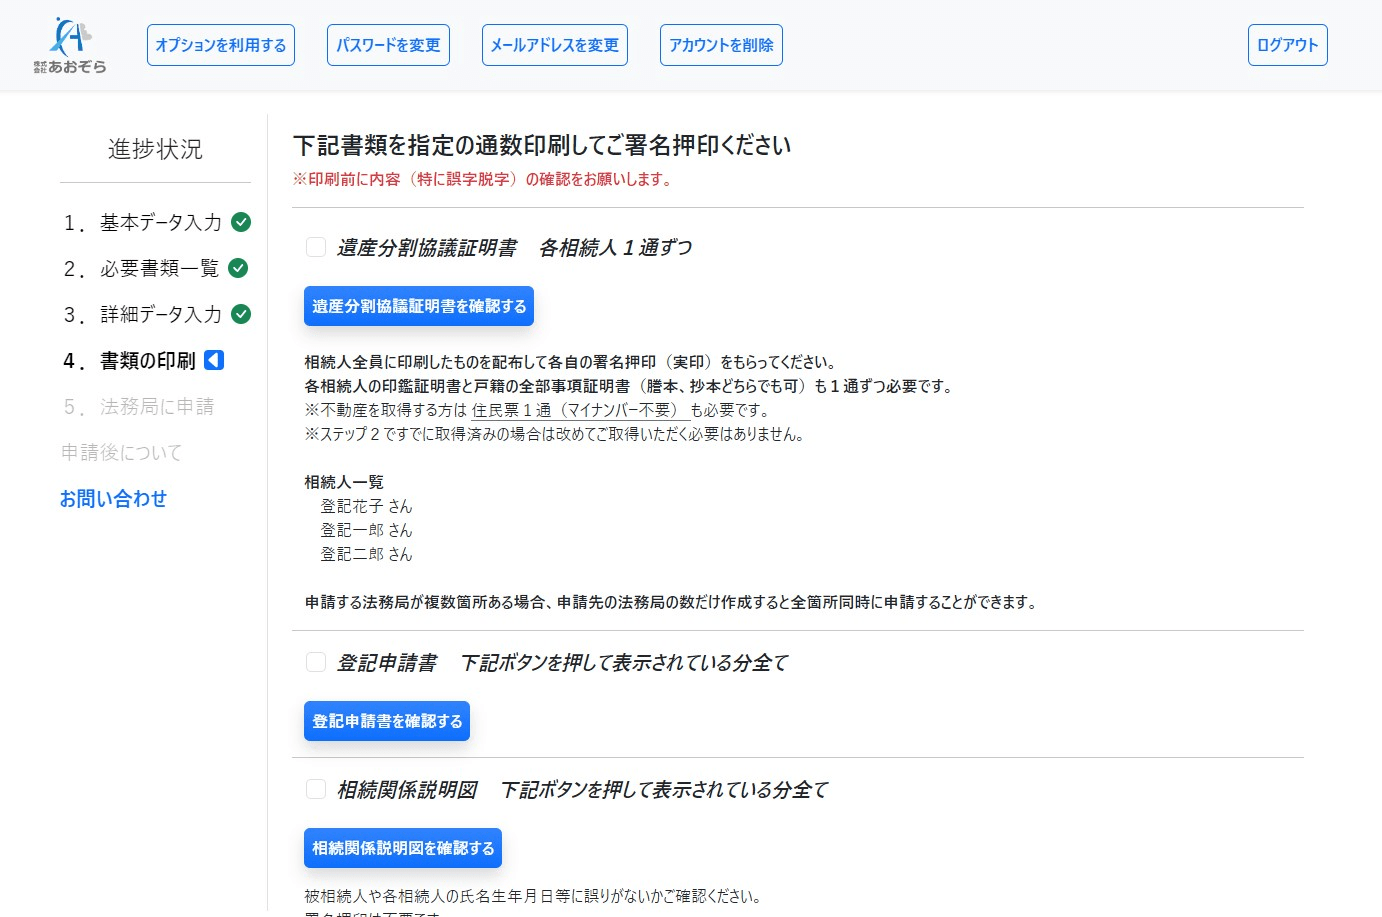 株式会社あおぞら
オプションを利用する
パスワードを変更
メールアドレスを変更
アカウントを削除
ログアウト
進捗状況
1．基本データ入力
2．必要書類一覧
3．詳細データ入力
4．書類の印刷
5．法務局に申請
申請後について
お問い合わせ
下記書類を指定の通数印刷してご署名押印ください
※印刷前に内容（特に誤字脱字）の確認をお願いします。
遺産分割協議証明書　各相続人１通ずつ
遺産分割協議証明書を確認する
相続人全員に印刷したものを配布して各自の署名押印（実印）をもらってください。
各相続人の印鑑証明書と戸籍の全部事項証明書（謄本、抄本どちらでも可）も１通ずつ必要です。
※不動産を取得する方は 住民票１通（マイナンバー不要） も必要です。
※ステップ２ですでに取得済みの場合は改めてご取得いただく必要はありません。
相続人一覧
登記花子 さん
登記一郎 さん
登記二郎 さん
申請する法務局が複数箇所ある場合、申請先の法務局の数だけ作成すると全箇所同時に申請することができます。
登記申請書　下記ボタンを押して表示されている分全て
登記申請書を確認する
相続関係説明図　下記ボタンを押して表示されている分全て
相続関係説明図を確認する
被相続人や各相続人の氏名生年月日等に誤りがないかご確認ください。